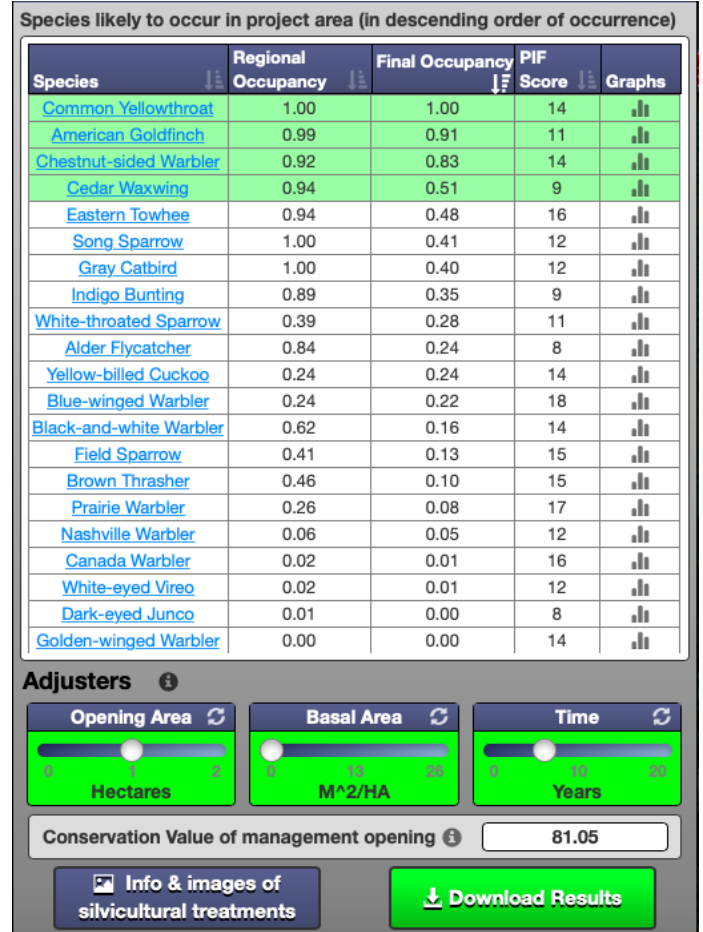 Species likely to occur in project area (in descending order of occurrence)
Species Regional Occupancy Final Occupancy PIF Score Graphs
Common Yellowthroat 1.00 1.00 14
American Goldfinch 0.99 0.91 11
Chestnut-sided Warbler 0.92 0.83 14
Cedar Waxwing 0.94 0.51 9
Eastern Towhee 0.94 0.48 16
Song Sparrow 1.00 0.41 12
Gray Catbird 1.00 0.40 12
Indigo Bunting 0.89 0.35 9
White-throated Sparrow 0.39 0.28 11
Alder Flycatcher 0.84 0.24 8
Yellow-billed Cuckoo 0.24 0.24 14
Blue-winged Warbler 0.24 0.22 18
Black-and-white Warbler 0.62 0.16 14
Field Sparrow 0.41 0.13 15
Brown Thrasher 0.46 0.10 15
Prairie Warbler 0.26 0.08 17
Nashville Warbler 0.06 0.05 12
Canada Warbler 0.02 0.01 16
White-eyed Vireo 0.02 0.01 12
Dark-eyed Junco 0.01 0.00 8
Golden-winged Warbler 0.00 0.00 14
Adjusters
Opening Area Basal Area Time
0 1 2 0 13 26 0 10 20
Hectares M^2/HA Years
Conservation Value of management opening 81.05
Info & images of
silvicultural treatments
Download Results